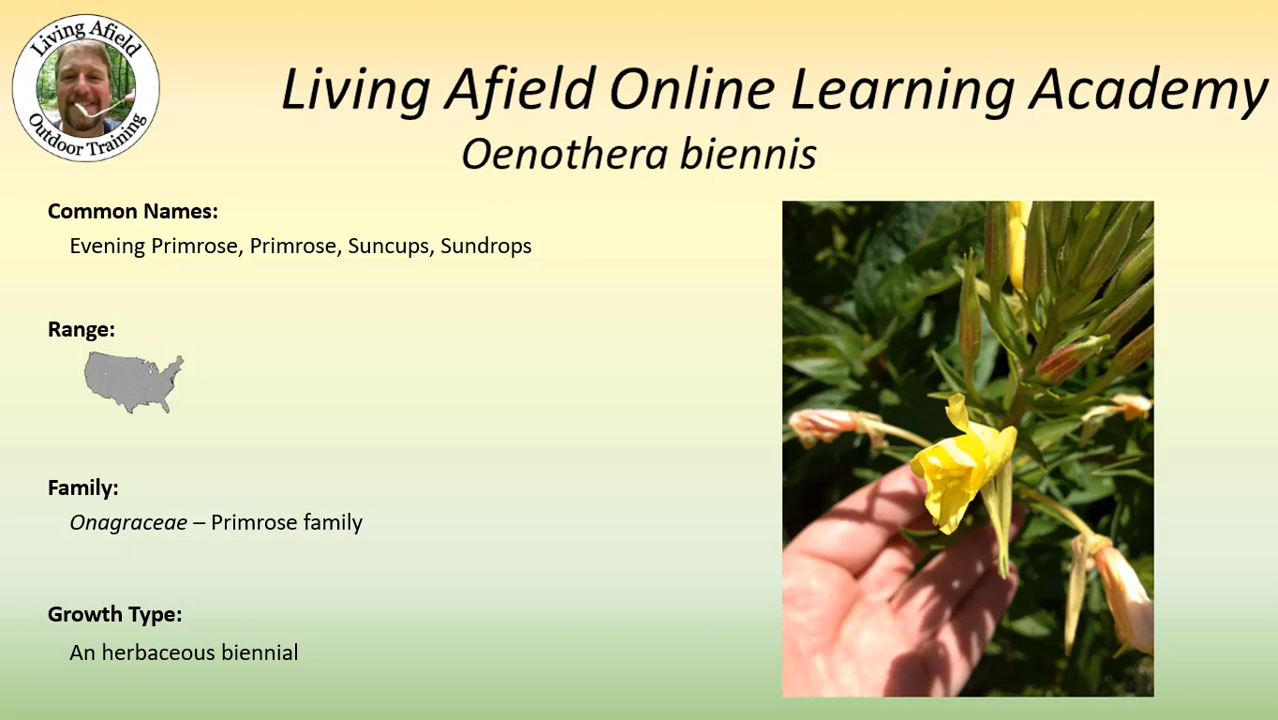 Living Afield
Outdoor Training
Living Afield Online Learning Academy
Oenothera biennis
Common Names:
Evening Primrose, Primrose, Suncups, Sundrops
Range:
Family:
Onagraceae – Primrose family
Growth Type:
An herbaceous biennial